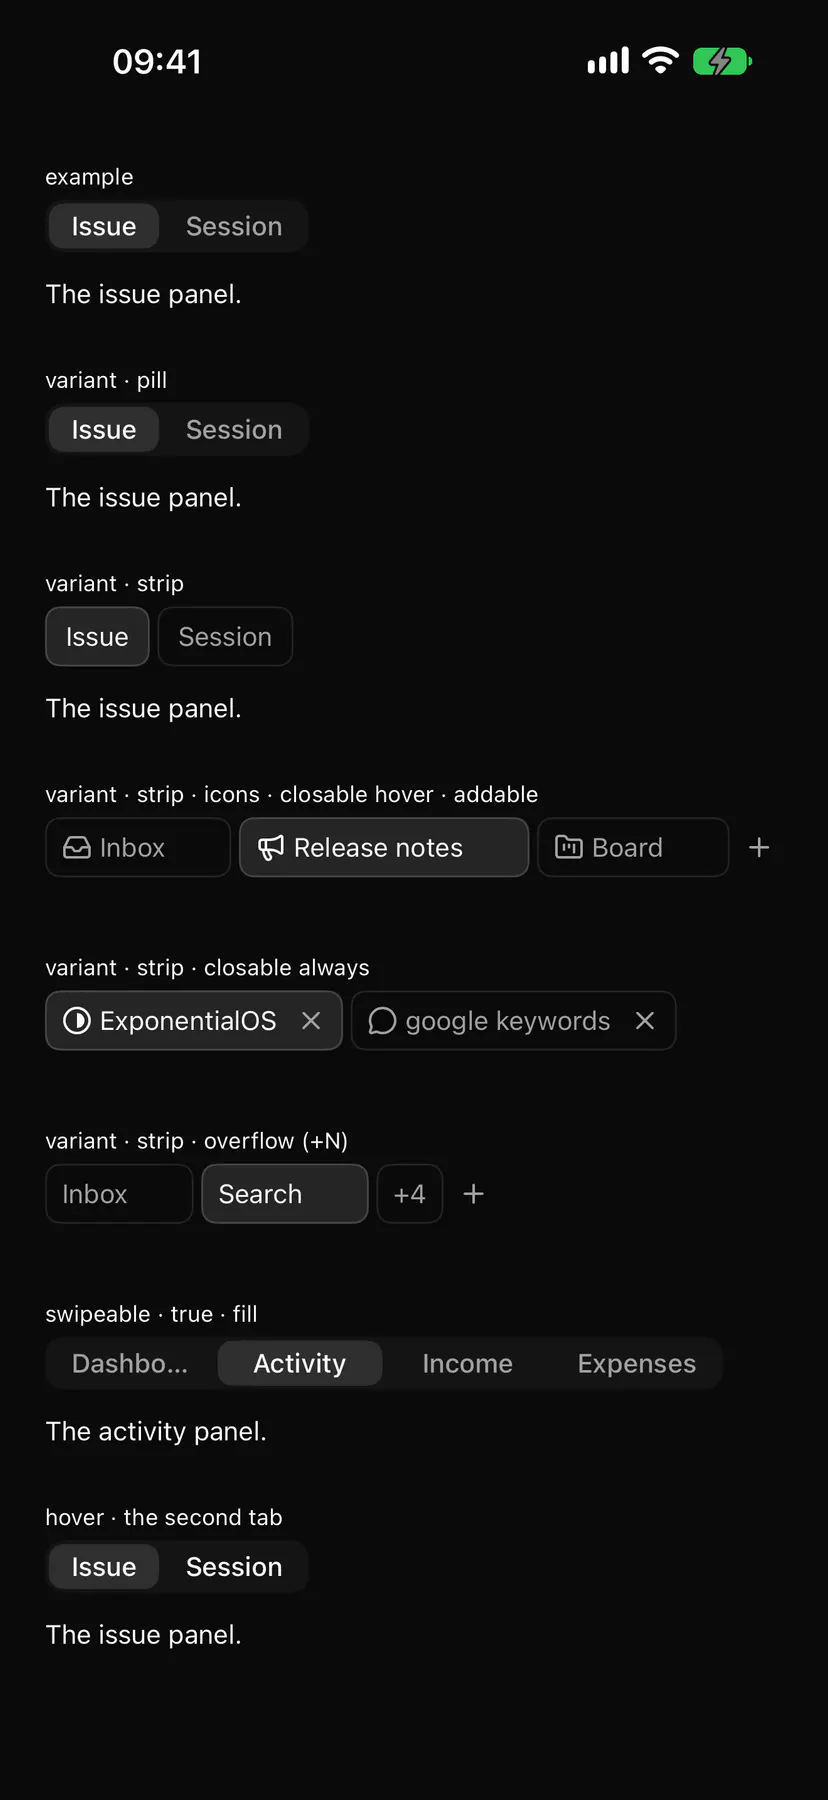 09:41
example
Issue Session
The issue panel.
variant · pill
Issue Session
The issue panel.
variant · strip
Issue Session
The issue panel.
variant · strip · icons · closable hover · addable
Inbox Release notes Board +
variant · strip · closable always
ExponentialOS google keywords
variant · strip · overflow (+N)
Inbox Search +4 +
swipeable · true · fill
Dashbo... Activity Income Expenses
The activity panel.
hover · the second tab
Issue Session
The issue panel.